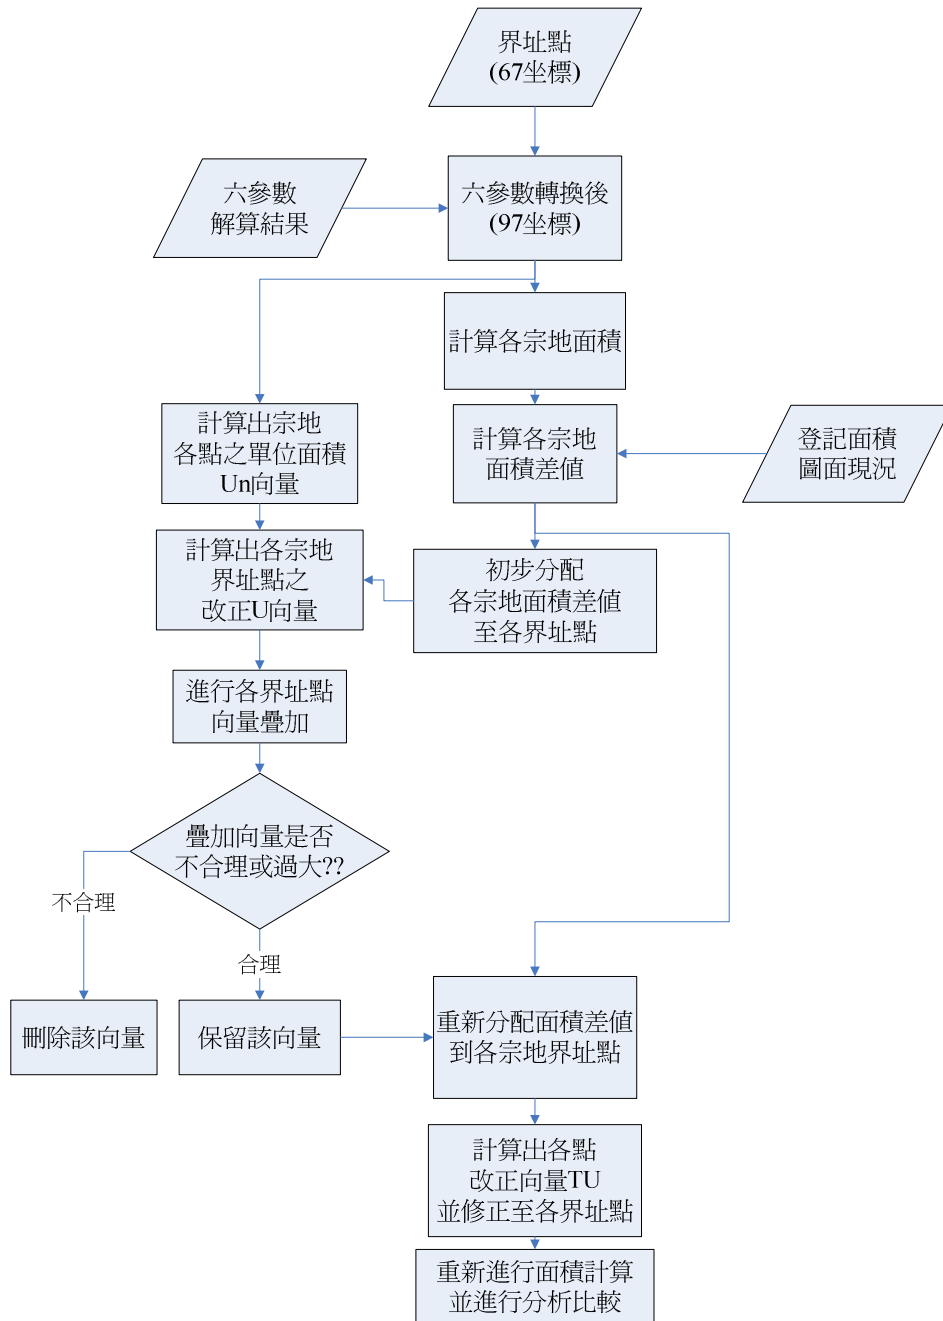 界址點
(67坐標)
六參數
解算結果
六參數轉換後
(97坐標)
計算各宗地面積
計算出宗地
各點之單位面積
Un向量
計算各宗地
面積差值
登記面積
圖面現況
計算出各宗地
界址點之
改正U向量
初步分配
各宗地面積差值
至各界址點
進行各界址點
向量疊加
疊加向量是否
不合理或過大??
不合理
合理
刪除該向量
保留該向量
重新分配面積差值
到各宗地界址點
計算出各點
改正向量TU
並修正至各界址點
重新進行面積計算
並進行分析比較